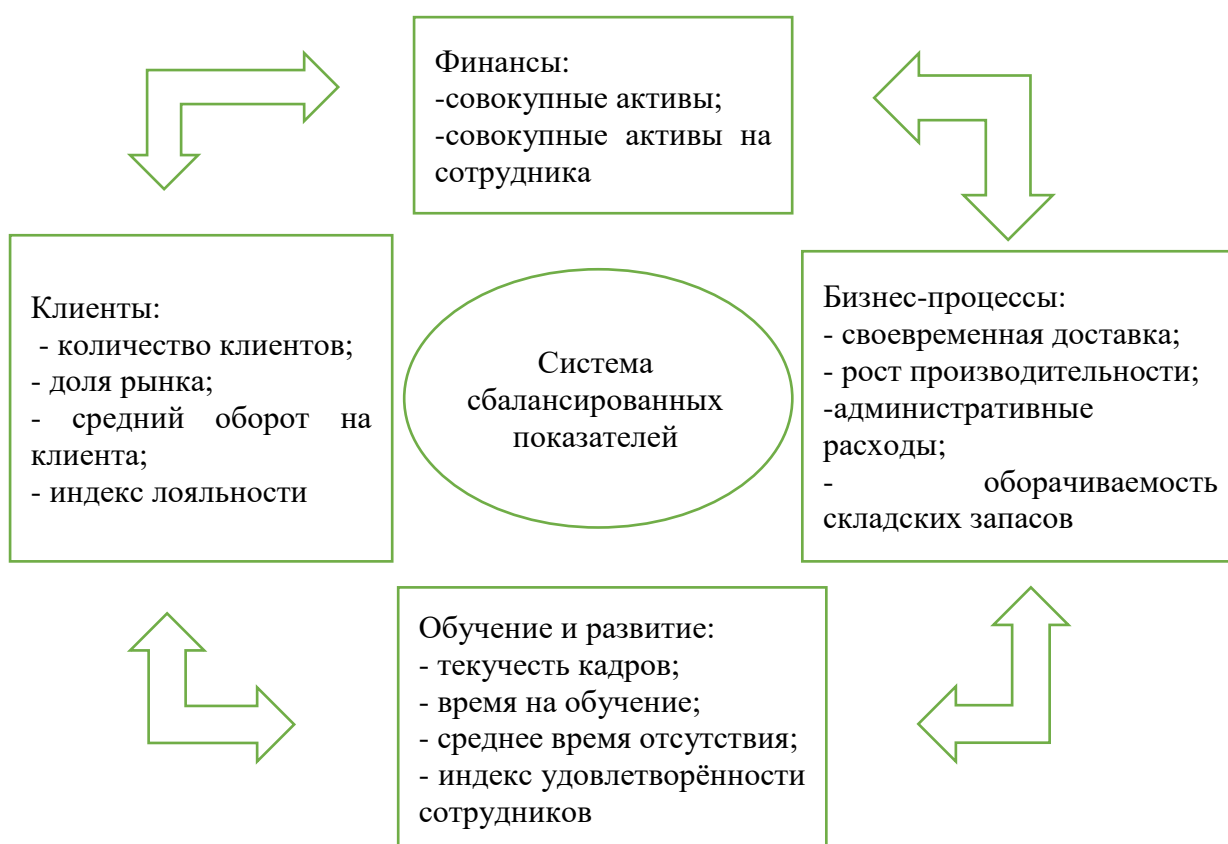 Финансы:
-совокупные активы;
-совокупные активы на
сотрудника
Клиенты:
- количество клиентов;
- доля рынка;
- средний оборот на
клиента;
- индекс лояльности
Система
сбалансированных
показателей
Бизнес-процессы:
- своевременная доставка;
- рост производительности;
-административные
расходы;
- оборачиваемость
складских запасов
Обучение и развитие:
- текучесть кадров;
- время на обучение;
- среднее время отсутствия;
- индекс удовлетворённости
сотрудников